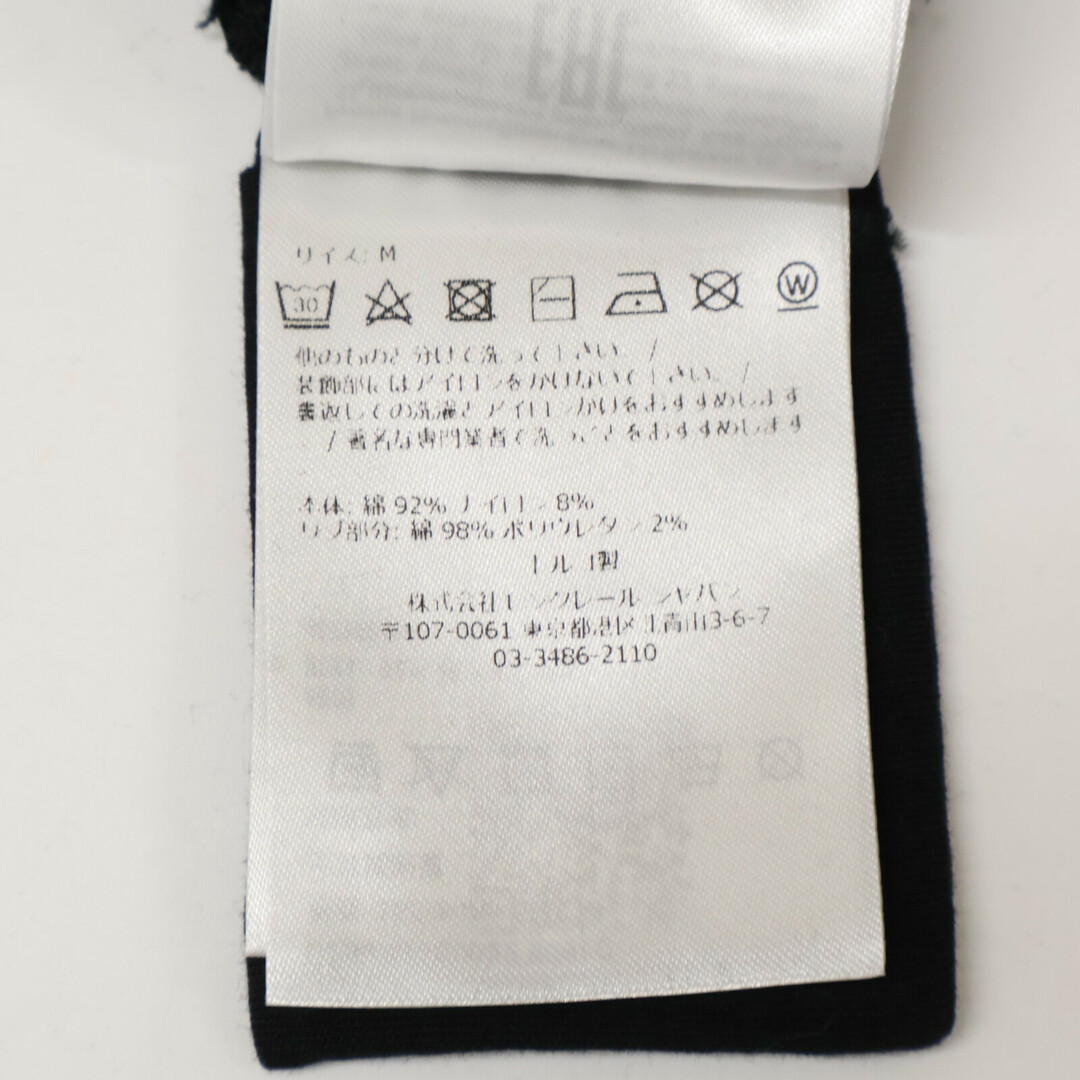 EAC
サイズ: M
30
W
他のものと分けて洗って下さい。 /
装飾部にはアイロンをかけないで下さい。 /
裏返しての洗濯とアイロンがけをおすすめします
/ 著名な専門業者で洗うことをおすすめします
本体: 綿 92% ナイロン 8%
リブ部分: 綿 98% ポリウレタン 2%
トルコ製
株式会社モンクレール ジャパン
〒107-0061 東京都港区北青山3-6-7
03-3486-2110